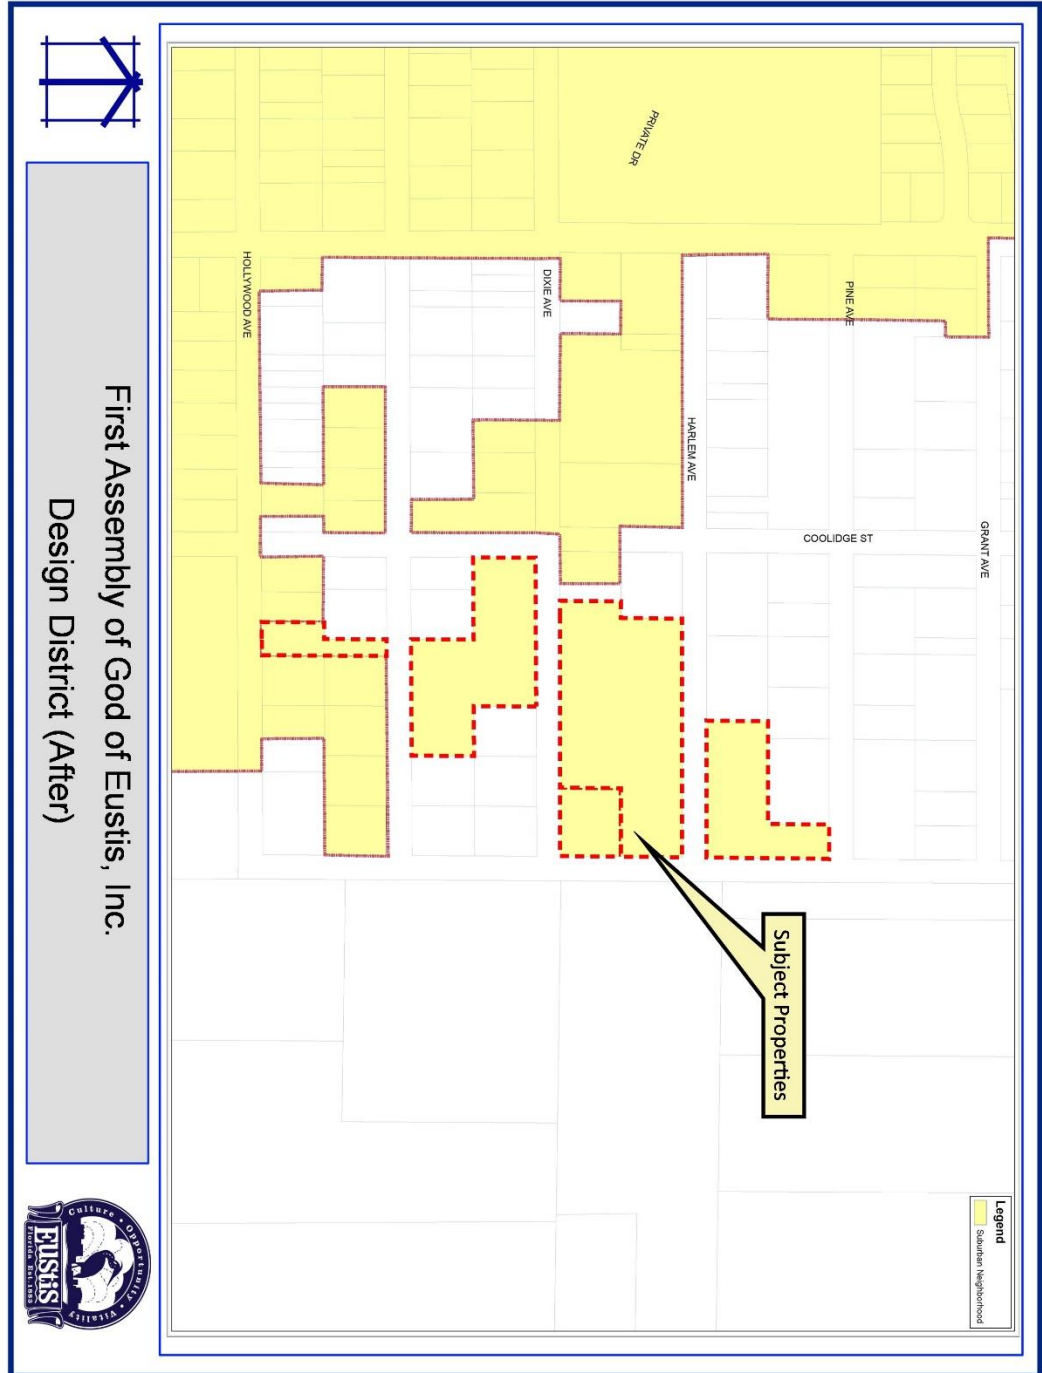 Legend
Suburban Neighborhood
GRANT AVE
PINE AVE
COOLIDGE ST
HARLEM AVE
PRIVATE DR
DIXIE AVE
HOLLYWOOD AVE
Subject Properties
First Assembly of God of Eustis, Inc.
Design District (After)
Culture • Opportunity • Vitality
EUSTIS
Florida Est.1883